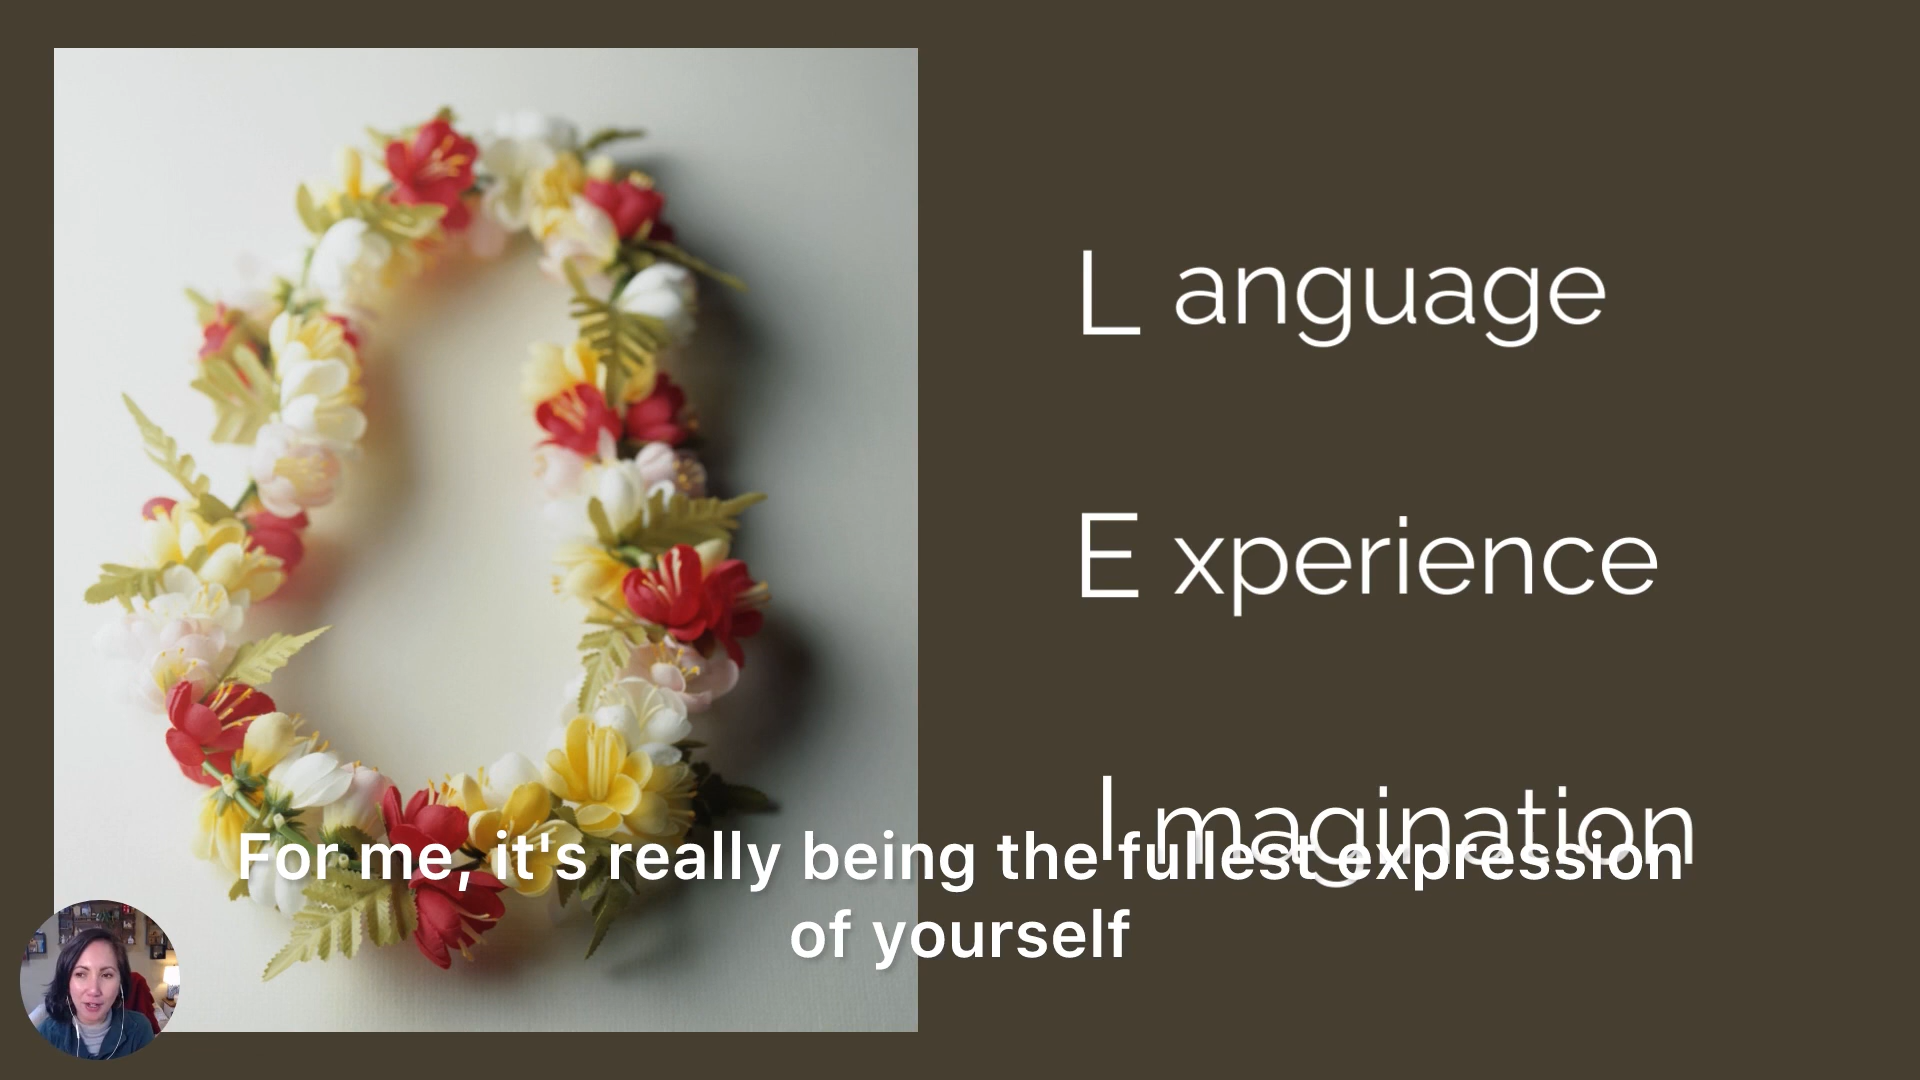 L anguage
E xperience
I magination
For me, it's really being the fullest expression
of yourself